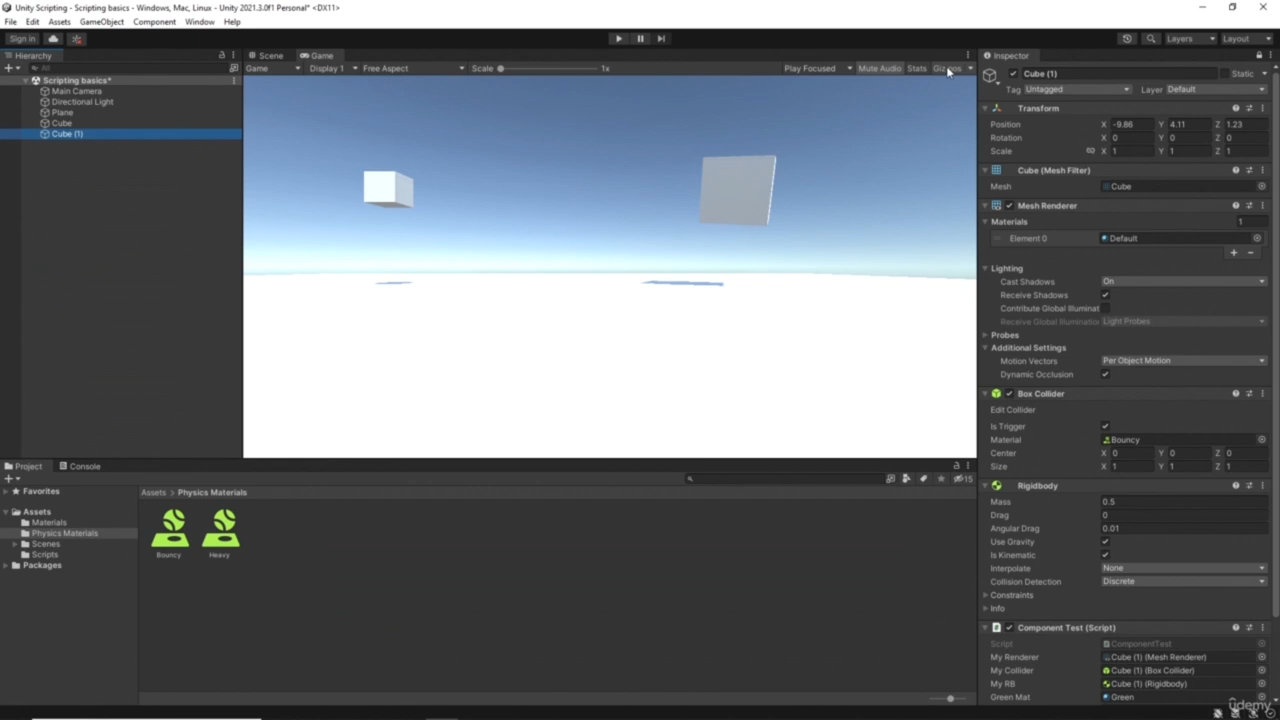 Unity Scripting - Scripting basics - Windows, Mac, Linux - Unity 2021.3.0f1 Personal* <DX11>
File Edit Assets GameObject Component Window Help
Sign in
Layers Layout
Hierarchy
All
Scripting basics*
Main Camera
Directional Light
Plane
Cube
Cube (1)
Scene Game
Game Display 1 Free Aspect Scale 1x Play Focused Mute Audio Stats Gizmos
Inspector
Cube (1) Static
Tag Untagged Layer Default
Transform
Position X -9.86 Y 4.11 Z 1.23
Rotation X 0 Y 0 Z 0
Scale X 1 Y 1 Z 1
Cube (Mesh Filter)
Mesh Cube
Mesh Renderer
Materials 1
Element 0 Default
Lighting
Cast Shadows On
Receive Shadows
Contribute Global Illuminat
Receive Global Illumination Light Probes
Probes
Additional Settings
Motion Vectors Per Object Motion
Dynamic Occlusion
Box Collider
Edit Collider
Is Trigger
Material Bouncy
Center X 0 Y 0 Z 0
Size X 1 Y 1 Z 1
Rigidbody
Mass 0.5
Drag 0
Angular Drag 0.01
Use Gravity
Is Kinematic
Interpolate None
Collision Detection Discrete
Constraints
Info
Component Test (Script)
Script ComponentTest
My Renderer Cube (1) (Mesh Renderer)
My Collider Cube (1) (Box Collider)
My RB Cube (1) (Rigidbody)
Green Mat Green
Project Console
15
Favorites
Assets
Materials
Physics Materials
Scenes
Scripts
Packages
Assets > Physics Materials
Bouncy Heavy
udemy